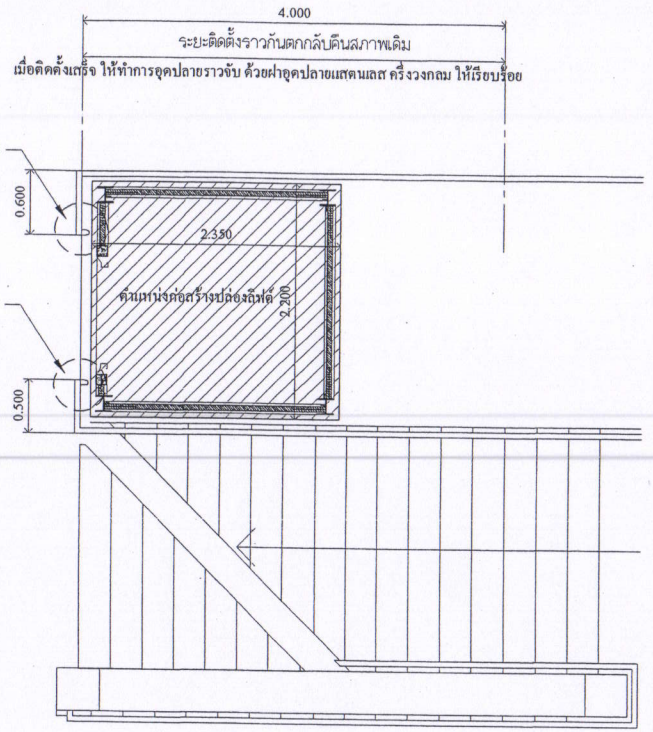 4.000
ระยะติดตั้งราวกันตกกลับคืนสภาพเดิม
เมื่อติดตั้งเสร็จ ให้ทำการอุดปลายราวจับ ด้วยฝาอุดปลายแสตนเลส ครึ่งวงกลม ให้เรียบร้อย
0.600
2.350
ตำแหน่งก่อสร้างปล่องลิฟต์
2.200
0.500